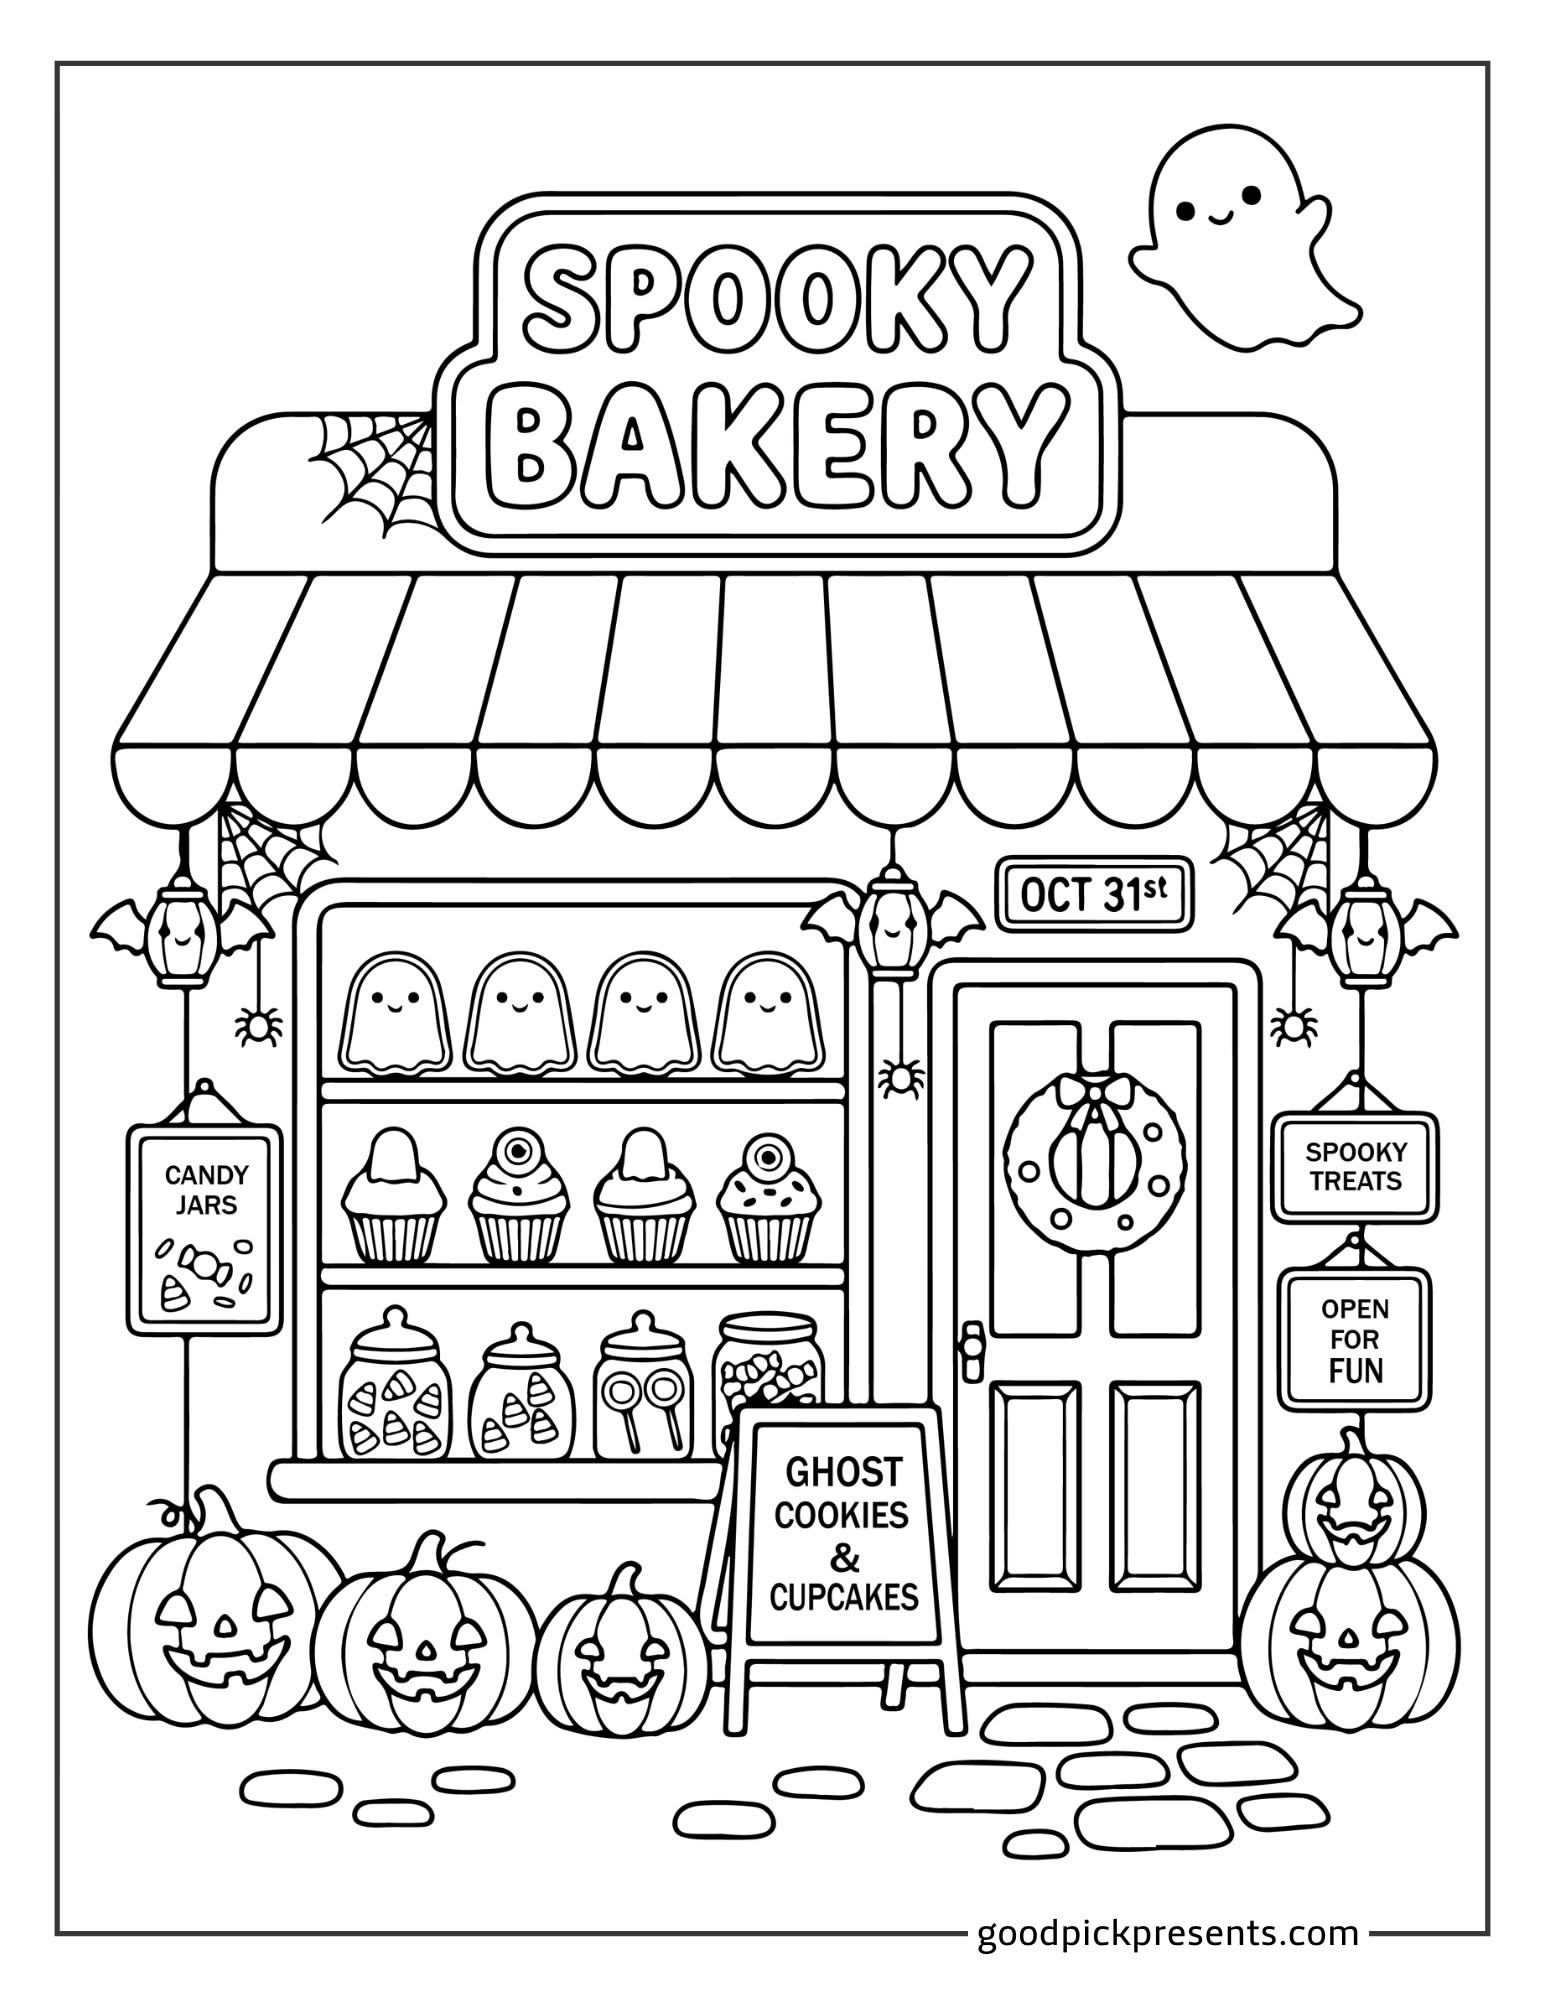 SPOOKY
BAKERY
OCT 31st
CANDY
JARS
SPOOKY
TREATS
OPEN
FOR
FUN
GHOST
COOKIES
&
CUPCAKES
goodpickpresents.com